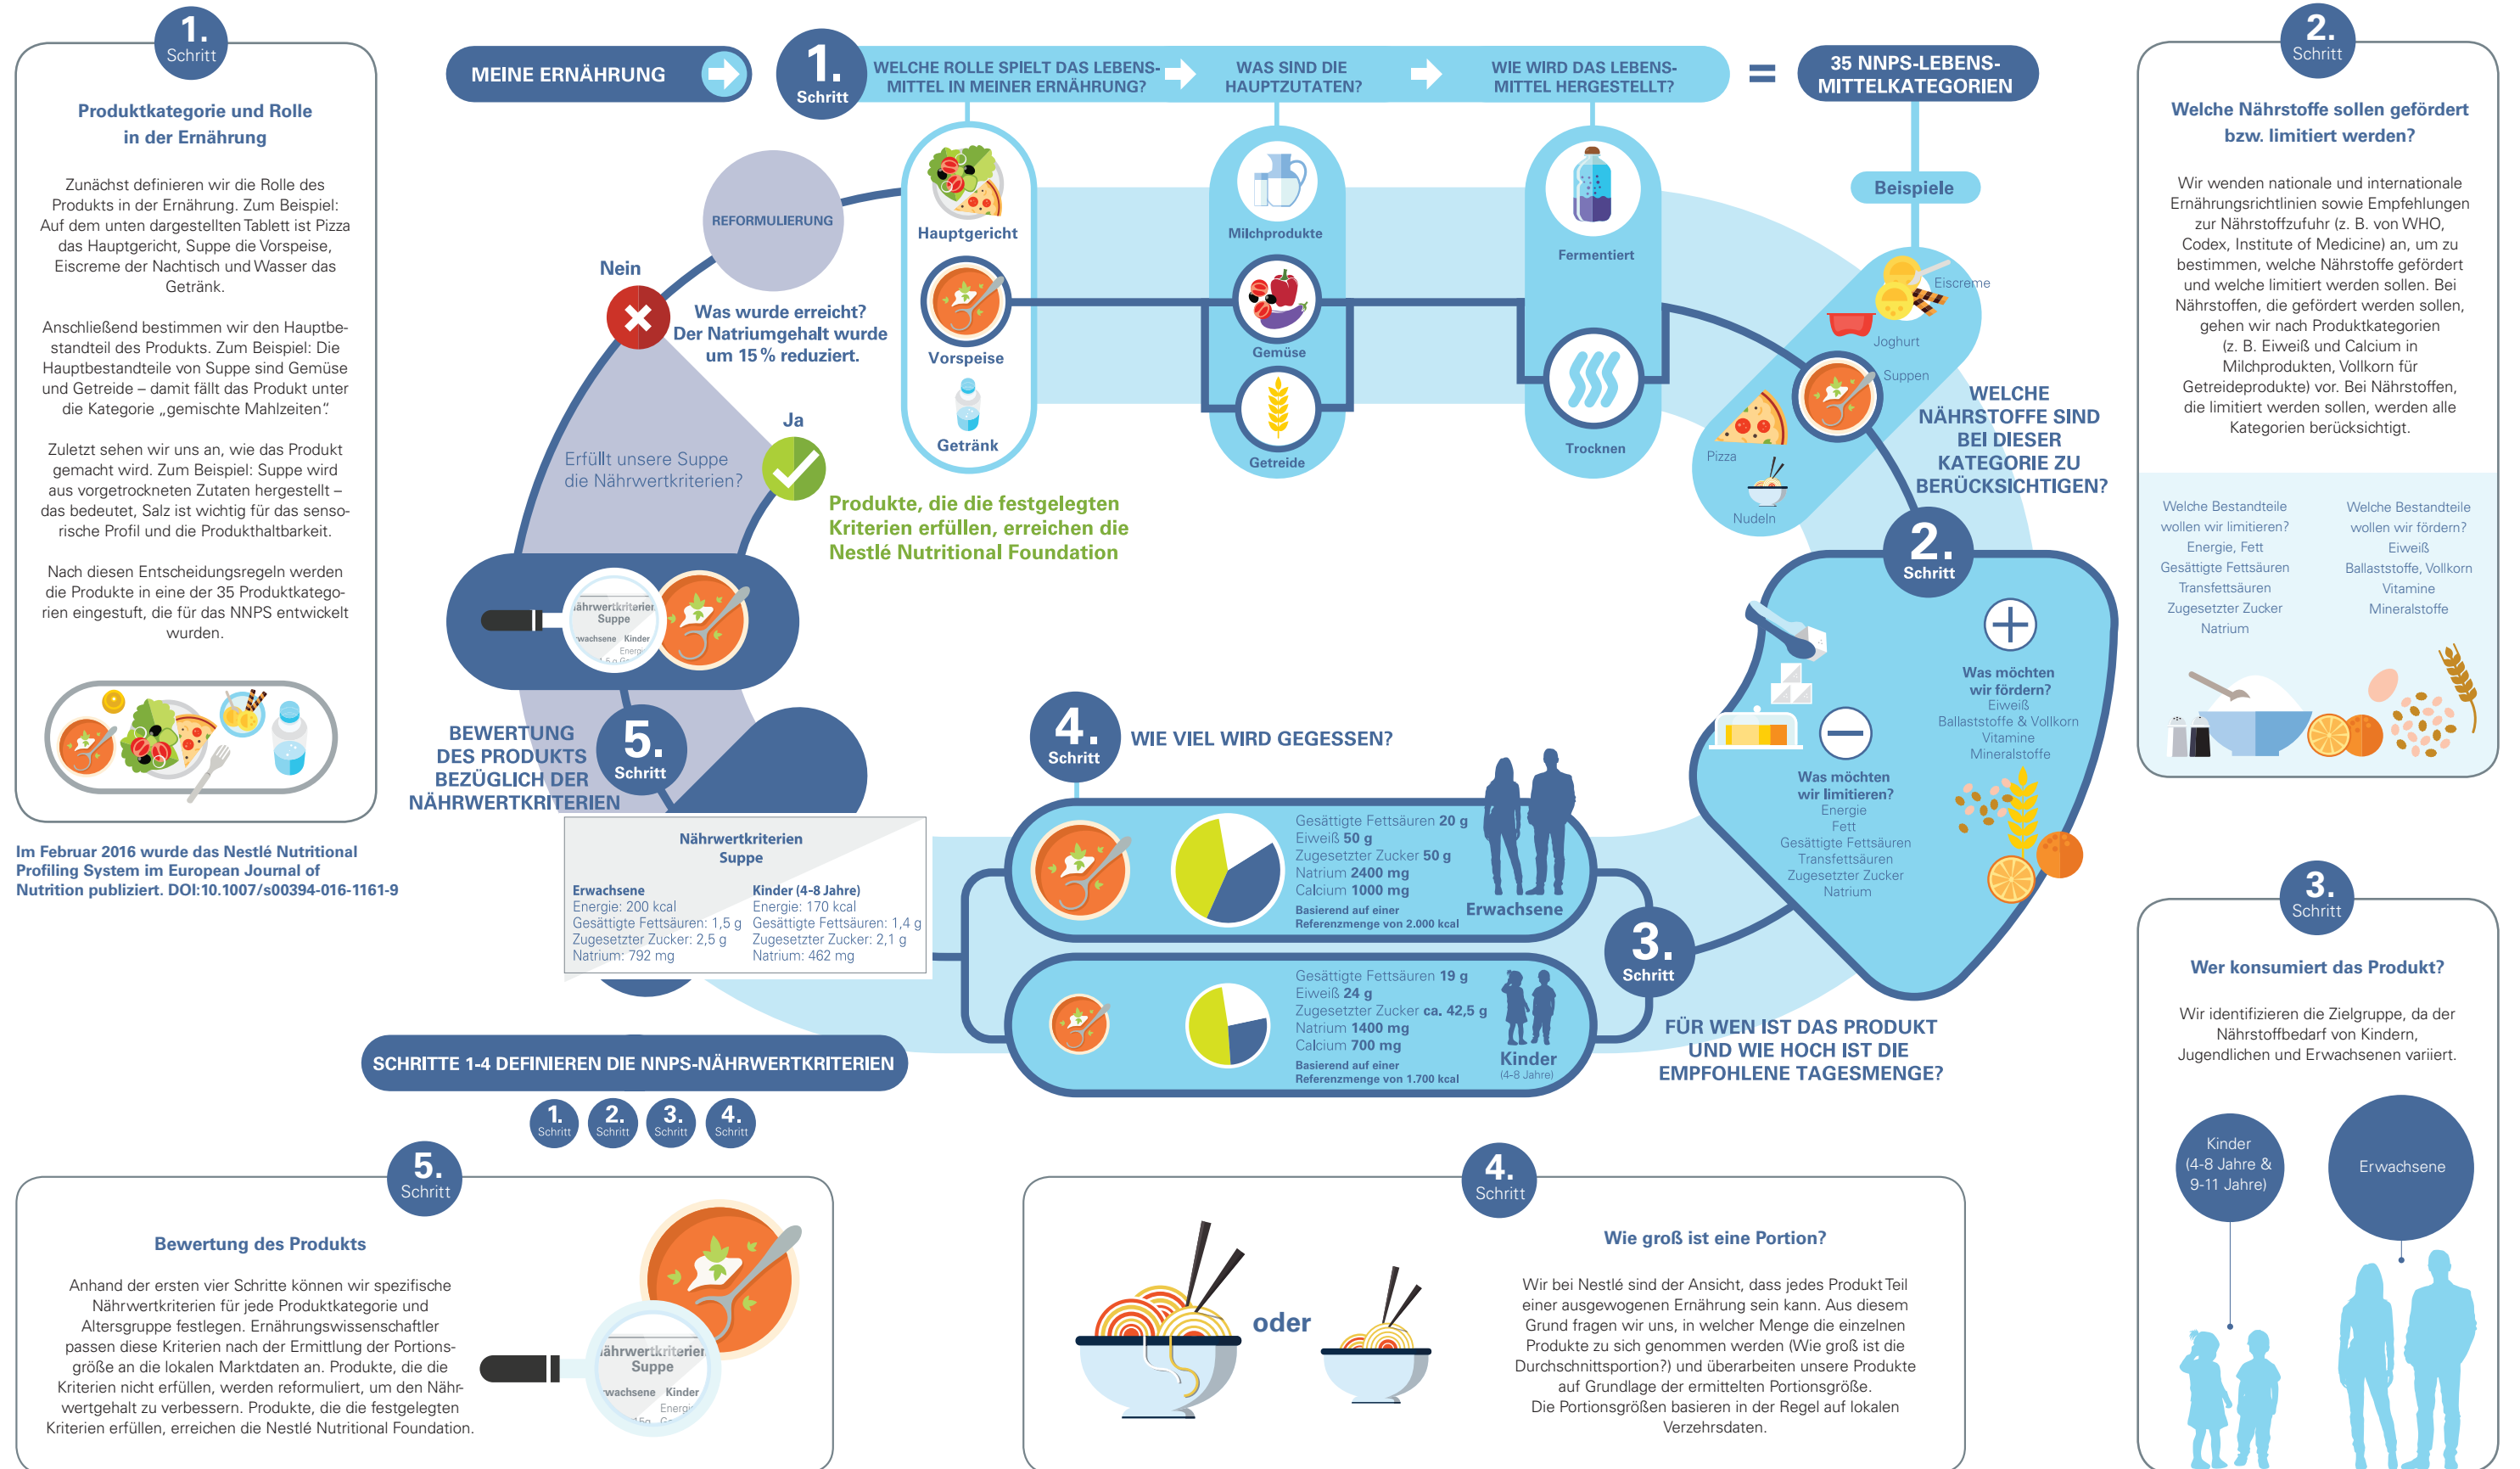 1.
Schritt
Produktkategorie und Rolle
in der Ernährung
Zunächst definieren wir die Rolle des
Produkts in der Ernährung. Zum Beispiel:
Auf dem unten dargestellten Tablett ist Pizza
das Hauptgericht, Suppe die Vorspeise,
Eiscreme der Nachtisch und Wasser das
Getränk.
Anschließend bestimmen wir den Hauptbe-
standteil des Produkts. Zum Beispiel: Die
Hauptbestandteile von Suppe sind Gemüse
und Getreide – damit fällt das Produkt unter
die Kategorie „gemischte Mahlzeiten“.
Zuletzt sehen wir uns an, wie das Produkt
gemacht wird. Zum Beispiel: Suppe wird
aus vorgetrockneten Zutaten hergestellt –
das bedeutet, Salz ist wichtig für das senso-
rische Profil und die Produkthaltbarkeit.
Nach diesen Entscheidungsregeln werden
die Produkte in eine der 35 Produktkatego-
rien eingestuft, die für das NNPS entwickelt
wurden.
Im Februar 2016 wurde das Nestlé Nutritional
Profiling System im European Journal of
Nutrition publiziert. DOI:10.1007/s00394-016-1161-9
MEINE ERNÄHRUNG
1.
Schritt
WELCHE ROLLE SPIELT DAS LEBENS-
MITTEL IN MEINER ERNÄHRUNG?
WAS SIND DIE
HAUPTZUTATEN?
WIE WIRD DAS LEBENS-
MITTEL HERGESTELLT?
=
35 NNPS-LEBENS-
MITTELKATEGORIEN
Hauptgericht
Vorspeise
Getränk
Milchprodukte
Gemüse
Getreide
Fermentiert
Trocknen
Beispiele
Eiscreme
Joghurt
Suppen
Pizza
Nudeln
WELCHE
NÄHRSTOFFE SIND
BEI DIESER
KATEGORIE ZU
BERÜCKSICHTIGEN?
2.
Schritt
Was möchten
wir fördern?
Eiweiß
Ballaststoffe & Vollkorn
Vitamine
Mineralstoffe
Was möchten
wir limitieren?
Energie
Fett
Gesättigte Fettsäuren
Transfettsäuren
Zugesetzter Zucker
Natrium
3.
Schritt
FÜR WEN IST DAS PRODUKT
UND WIE HOCH IST DIE
EMPFOHLENE TAGESMENGE?
4.
Schritt
WIE VIEL WIRD GEGESSEN?
Gesättigte Fettsäuren 20 g
Eiweiß 50 g
Zugesetzter Zucker 50 g
Natrium 2400 mg
Calcium 1000 mg
Basierend auf einer
Referenzmenge von 2.000 kcal
Erwachsene
Gesättigte Fettsäuren 19 g
Eiweiß 24 g
Zugesetzter Zucker ca. 42,5 g
Natrium 1400 mg
Calcium 700 mg
Basierend auf einer
Referenzmenge von 1.700 kcal
Kinder
(4-8 Jahre)
Nährwertkriterien
Suppe
Erwachsene
Energie: 200 kcal
Gesättigte Fettsäuren: 1,5 g
Zugesetzter Zucker: 2,5 g
Natrium: 792 mg
Kinder (4-8 Jahre)
Energie: 170 kcal
Gesättigte Fettsäuren: 1,4 g
Zugesetzter Zucker: 2,1 g
Natrium: 462 mg
SCHRITTE 1-4 DEFINIEREN DIE NNPS-NÄHRWERTKRITERIEN
1.
Schritt
2.
Schritt
3.
Schritt
4.
Schritt
5.
Schritt
BEWERTUNG
DES PRODUKTS
BEZÜGLICH DER
NÄHRWERTKRITERIEN
ährwertkriterien
Suppe
wachsene Kinder
Energ
Erfüllt unsere Suppe
die Nährwertkriterien?
Ja
Produkte, die die festgelegten
Kriterien erfüllen, erreichen die
Nestlé Nutritional Foundation
Nein
REFORMULIERUNG
Was wurde erreicht?
Der Natriumgehalt wurde
um 15 % reduziert.
2.
Schritt
Welche Nährstoffe sollen gefördert
bzw. limitiert werden?
Wir wenden nationale und internationale
Ernährungsrichtlinien sowie Empfehlungen
zur Nährstoffzufuhr (z. B. von WHO,
Codex, Institute of Medicine) an, um zu
bestimmen, welche Nährstoffe gefördert
und welche limitiert werden sollen. Bei
Nährstoffen, die gefördert werden sollen,
gehen wir nach Produktkategorien
(z. B. Eiweiß und Calcium in
Milchprodukten, Vollkorn für
Getreideprodukte) vor. Bei Nährstoffen,
die limitiert werden sollen, werden alle
Kategorien berücksichtigt.
Welche Bestandteile
wollen wir limitieren?
Energie, Fett
Gesättigte Fettsäuren
Transfettsäuren
Zugesetzter Zucker
Natrium
Welche Bestandteile
wollen wir fördern?
Eiweiß
Ballaststoffe, Vollkorn
Vitamine
Mineralstoffe
3.
Schritt
Wer konsumiert das Produkt?
Wir identifizieren die Zielgruppe, da der
Nährstoffbedarf von Kindern,
Jugendlichen und Erwachsenen variiert.
Kinder
(4-8 Jahre &
9-11 Jahre)
Erwachsene
4.
Schritt
oder
Wie groß ist eine Portion?
Wir bei Nestlé sind der Ansicht, dass jedes Produkt Teil
einer ausgewogenen Ernährung sein kann. Aus diesem
Grund fragen wir uns, in welcher Menge die einzelnen
Produkte zu sich genommen werden (Wie groß ist die
Durchschnittsportion?) und überarbeiten unsere Produkte
auf Grundlage der ermittelten Portionsgröße.
Die Portionsgrößen basieren in der Regel auf lokalen
Verzehrsdaten.
5.
Schritt
Bewertung des Produkts
Anhand der ersten vier Schritte können wir spezifische
Nährwertkriterien für jede Produktkategorie und
Altersgruppe festlegen. Ernährungswissenschaftler
passen diese Kriterien nach der Ermittlung der Portions-
größe an die lokalen Marktdaten an. Produkte, die die
Kriterien nicht erfüllen, werden reformuliert, um den Nähr-
wertgehalt zu verbessern. Produkte, die die festgelegten
Kriterien erfüllen, erreichen die Nestlé Nutritional Foundation.
ährwertkriterien
Suppe
wachsene Kinder
Energi